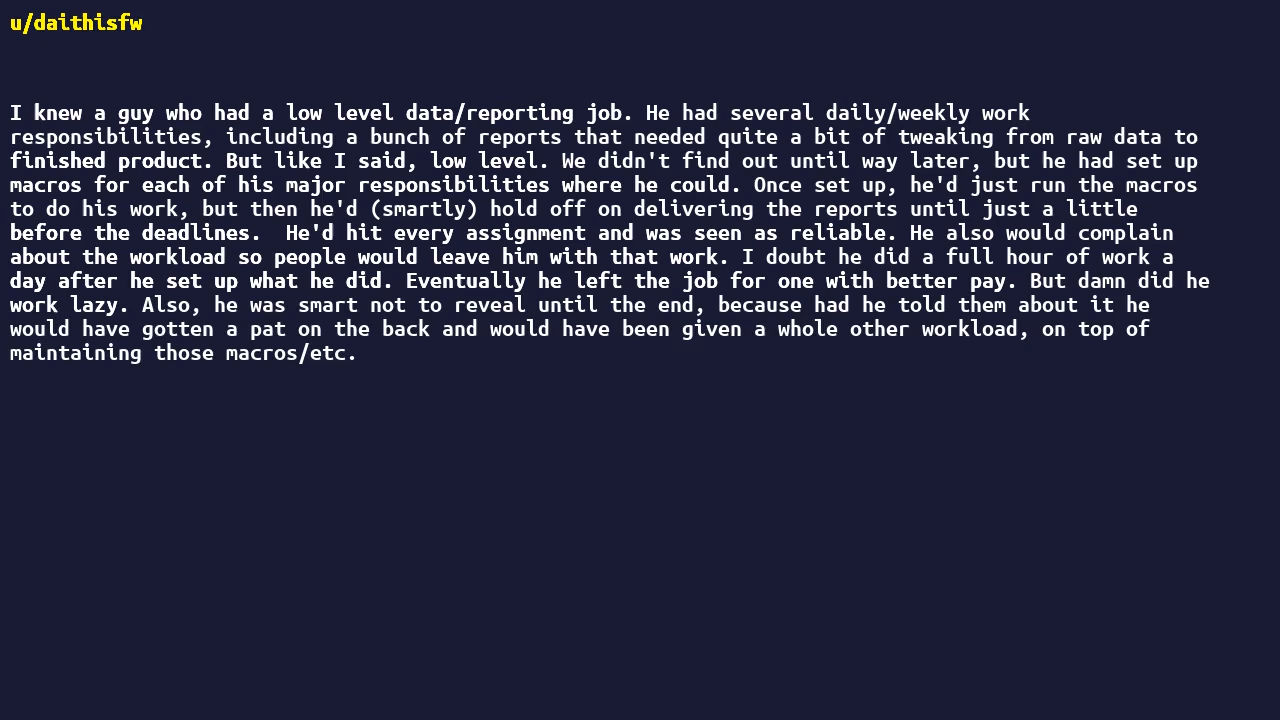 u/daithisfw
I knew a guy who had a low level data/reporting job. He had several daily/weekly work
responsibilities, including a bunch of reports that needed quite a bit of tweaking from raw data to
finished product. But like I said, low level. We didn't find out until way later, but he had set up
macros for each of his major responsibilities where he could. Once set up, he'd just run the macros
to do his work, but then he'd (smartly) hold off on delivering the reports until just a little
before the deadlines.  He'd hit every assignment and was seen as reliable. He also would complain
about the workload so people would leave him with that work. I doubt he did a full hour of work a
day after he set up what he did. Eventually he left the job for one with better pay. But damn did he
work lazy. Also, he was smart not to reveal until the end, because had he told them about it he
would have gotten a pat on the back and would have been given a whole other workload, on top of
maintaining those macros/etc.